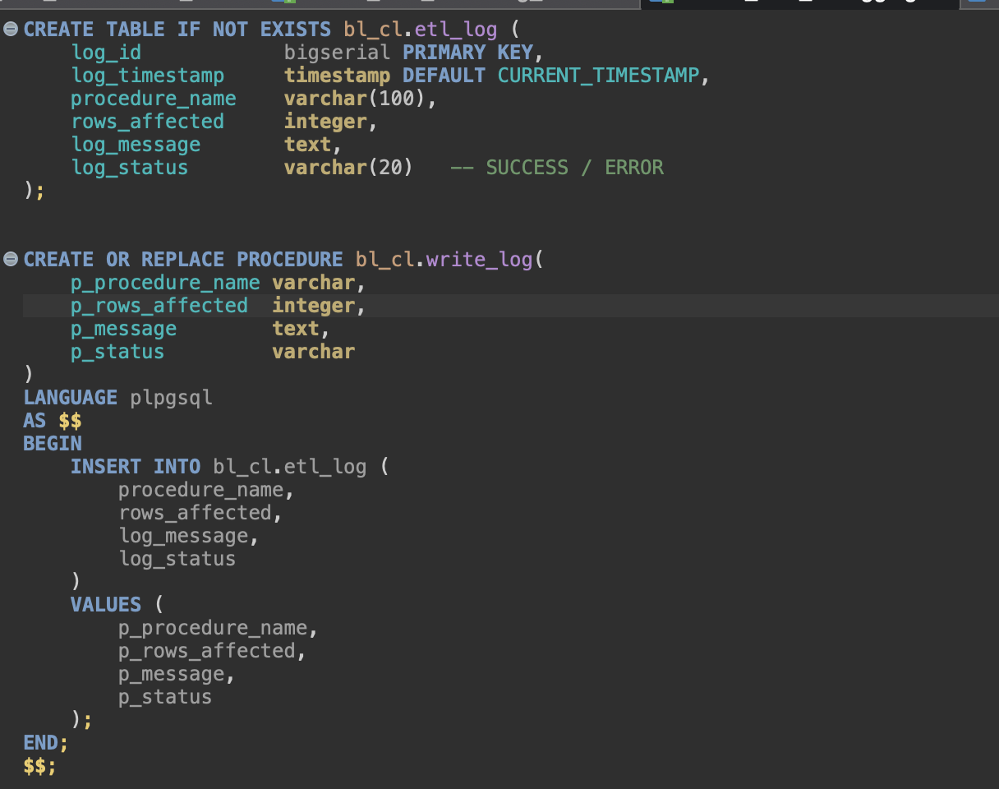 CREATE TABLE IF NOT EXISTS bl_cl.etl_log (
    log_id            bigserial PRIMARY KEY,
    log_timestamp     timestamp DEFAULT CURRENT_TIMESTAMP,
    procedure_name    varchar(100),
    rows_affected     integer,
    log_message       text,
    log_status        varchar(20)   -- SUCCESS / ERROR
);
CREATE OR REPLACE PROCEDURE bl_cl.write_log(
    p_procedure_name varchar,
    p_rows_affected  integer,
    p_message        text,
    p_status         varchar
)
LANGUAGE plpgsql
AS $$
BEGIN
    INSERT INTO bl_cl.etl_log (
        procedure_name,
        rows_affected,
        log_message,
        log_status
    )
    VALUES (
        p_procedure_name,
        p_rows_affected,
        p_message,
        p_status
    );
END;
$$;